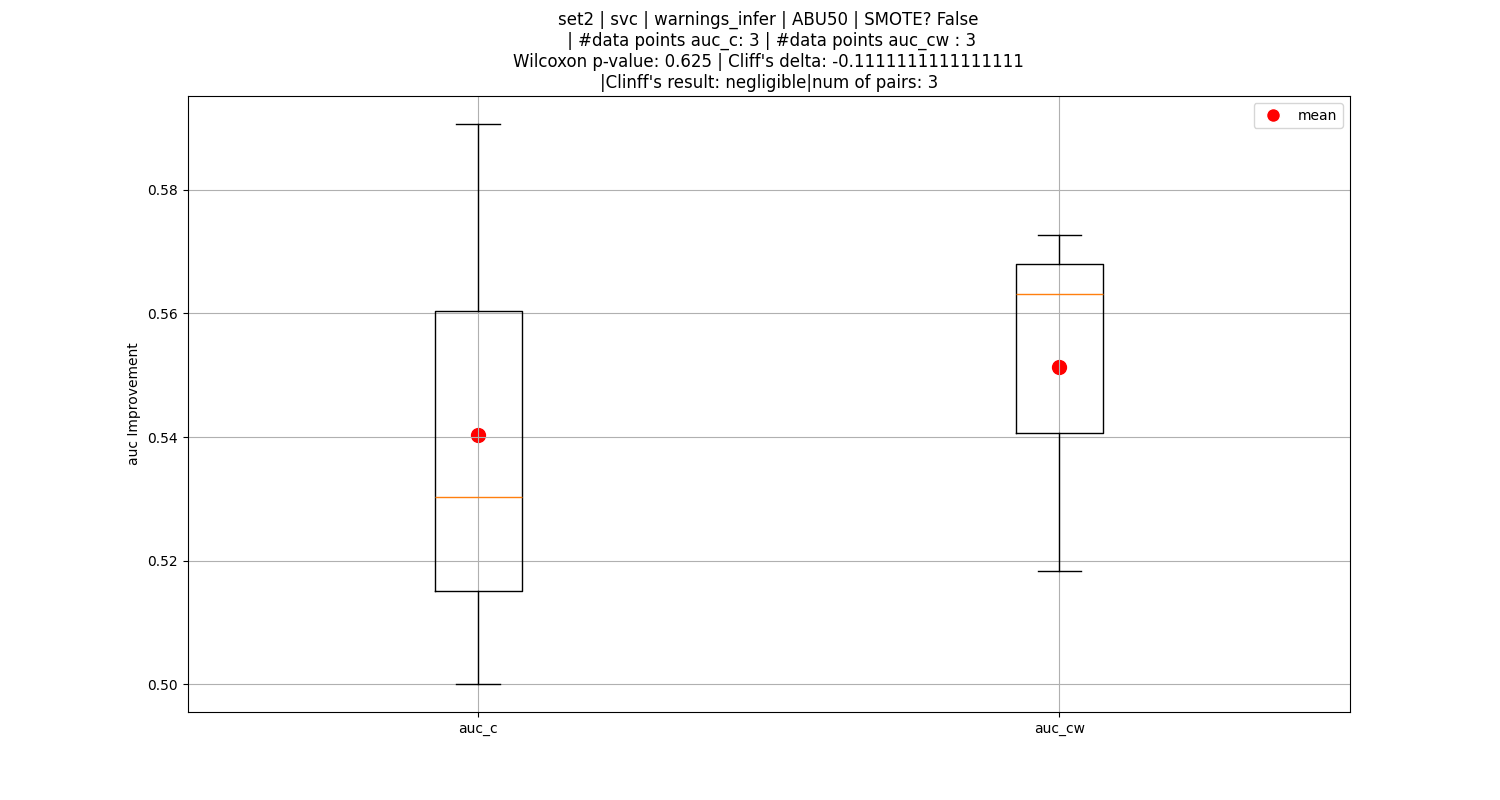 set2 | svc | warnings_infer | ABU50 | SMOTE? False
| #data points auc_c: 3 | #data points auc_cw : 3
Wilcoxon p-value: 0.625 | Cliff's delta: -0.1111111111111111
|Clinff's result: negligible|num of pairs: 3
mean
auc Improvement
0.58
0.56
0.54
0.52
0.50
auc_c
auc_cw